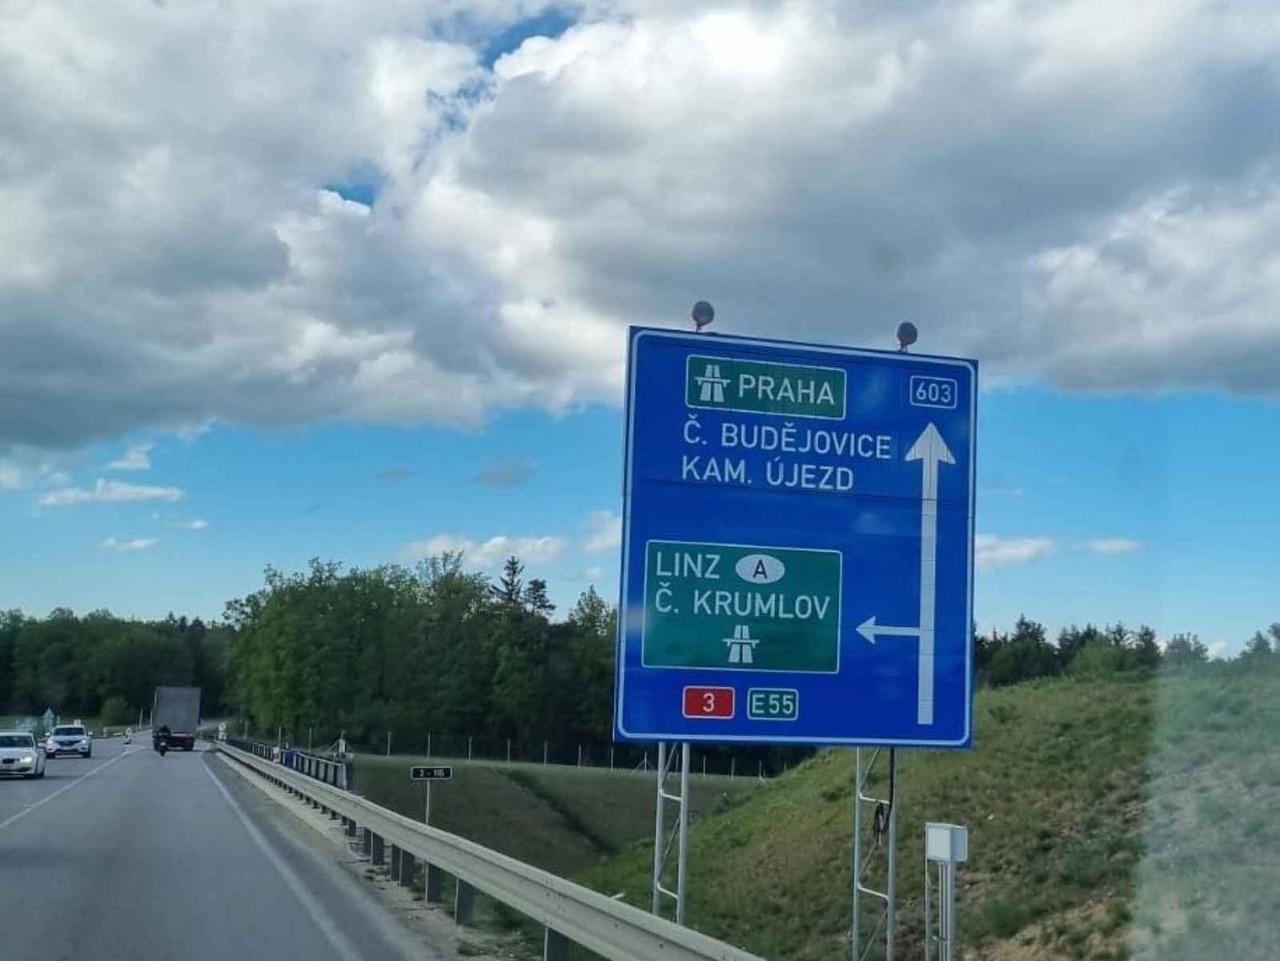 PRAHA
603
Č. BUDĚJOVICE
KAM. ÚJEZD
LINZ A
Č. KRUMLOV
3 E55